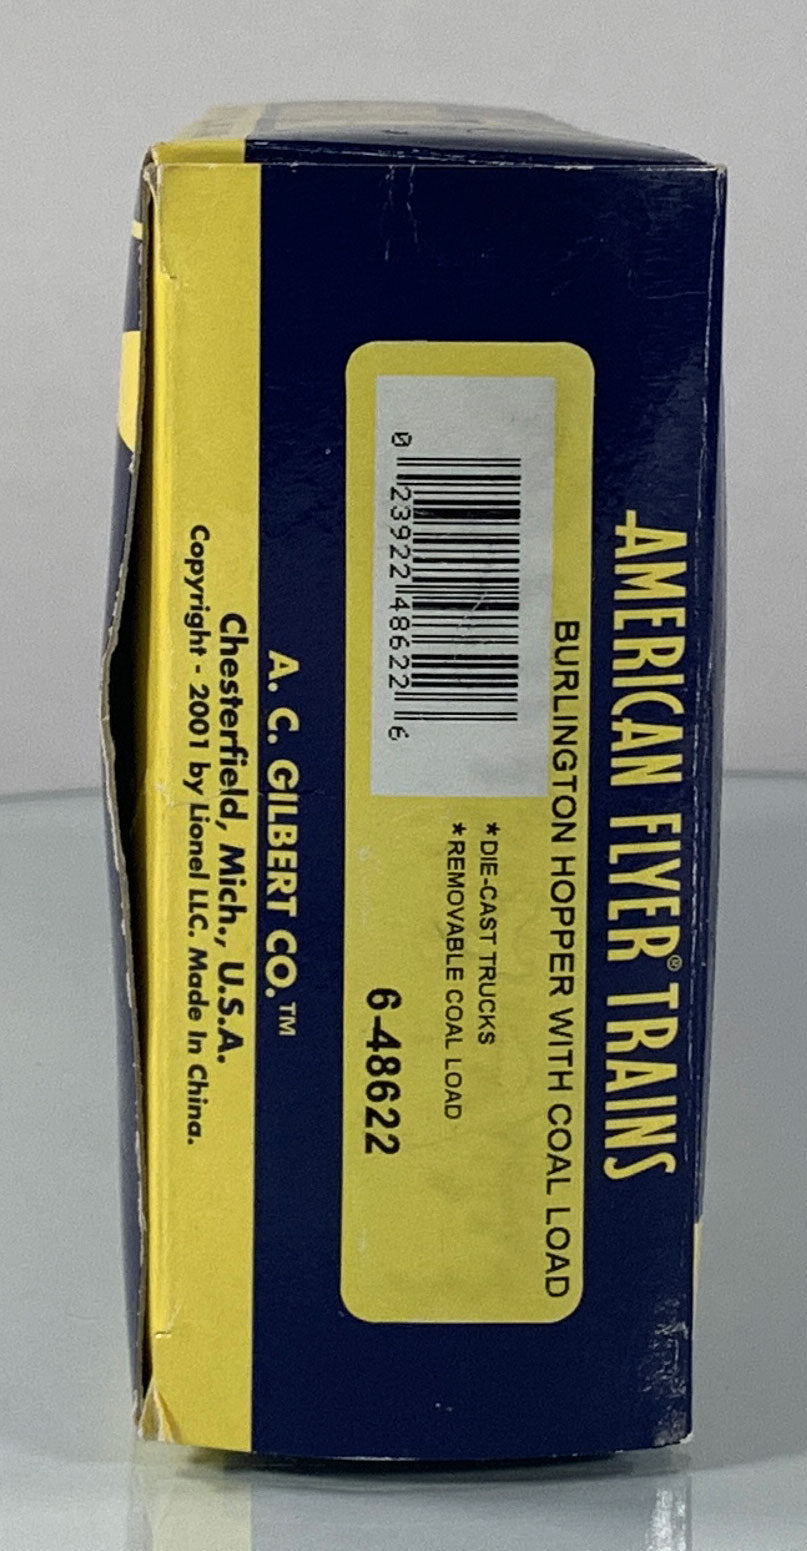 AMERICAN FLYER® TRAINS
BURLINGTON HOPPER WITH COAL LOAD
*DIE-CAST TRUCKS
*REMOVABLE COAL LOAD
0 23922 48622 6
6-48622
A. C. GILBERT CO.™
Chesterfield, Mich., U.S.A.
Copyright - 2001 by Lionel LLC. Made In China.